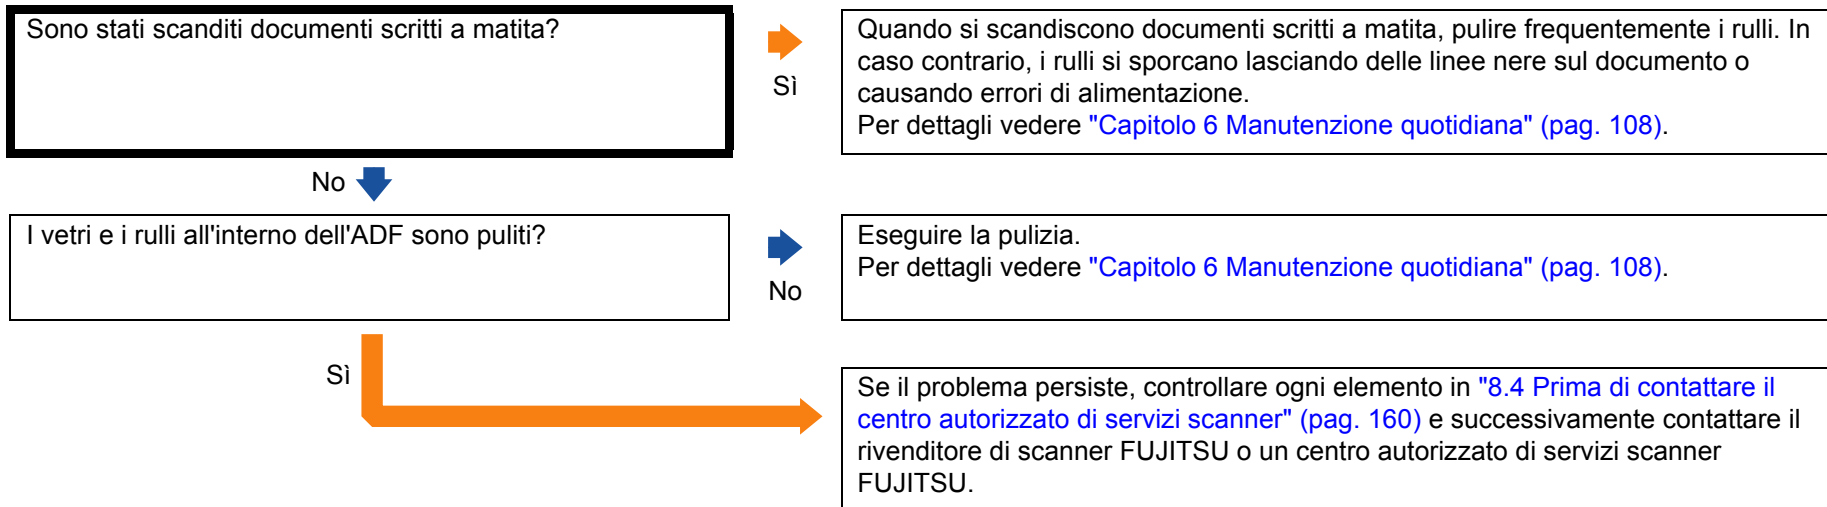 Sono stati scanditi documenti scritti a matita?
Sì
Quando si scandiscono documenti scritti a matita, pulire frequentemente i rulli. In
caso contrario, i rulli si sporcano lasciando delle linee nere sul documento o
causando errori di alimentazione.
Per dettagli vedere "Capitolo 6 Manutenzione quotidiana" (pag. 108).
No
I vetri e i rulli all'interno dell'ADF sono puliti?
No
Eseguire la pulizia.
Per dettagli vedere "Capitolo 6 Manutenzione quotidiana" (pag. 108).
Sì
Se il problema persiste, controllare ogni elemento in "8.4 Prima di contattare il
centro autorizzato di servizi scanner" (pag. 160) e successivamente contattare il
rivenditore di scanner FUJITSU o un centro autorizzato di servizi scanner
FUJITSU.